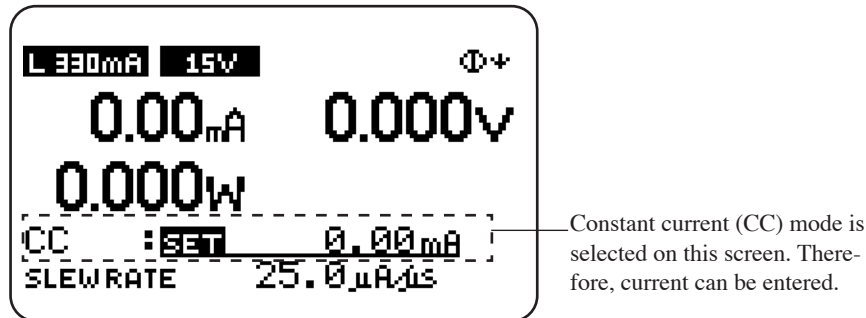 L 330mA 15V
0.00mA 0.000V
0.000W
CC :SET 0.00mA
SLEW RATE 25.0µA/µs
Constant current (CC) mode is
selected on this screen. There-
fore, current can be entered.